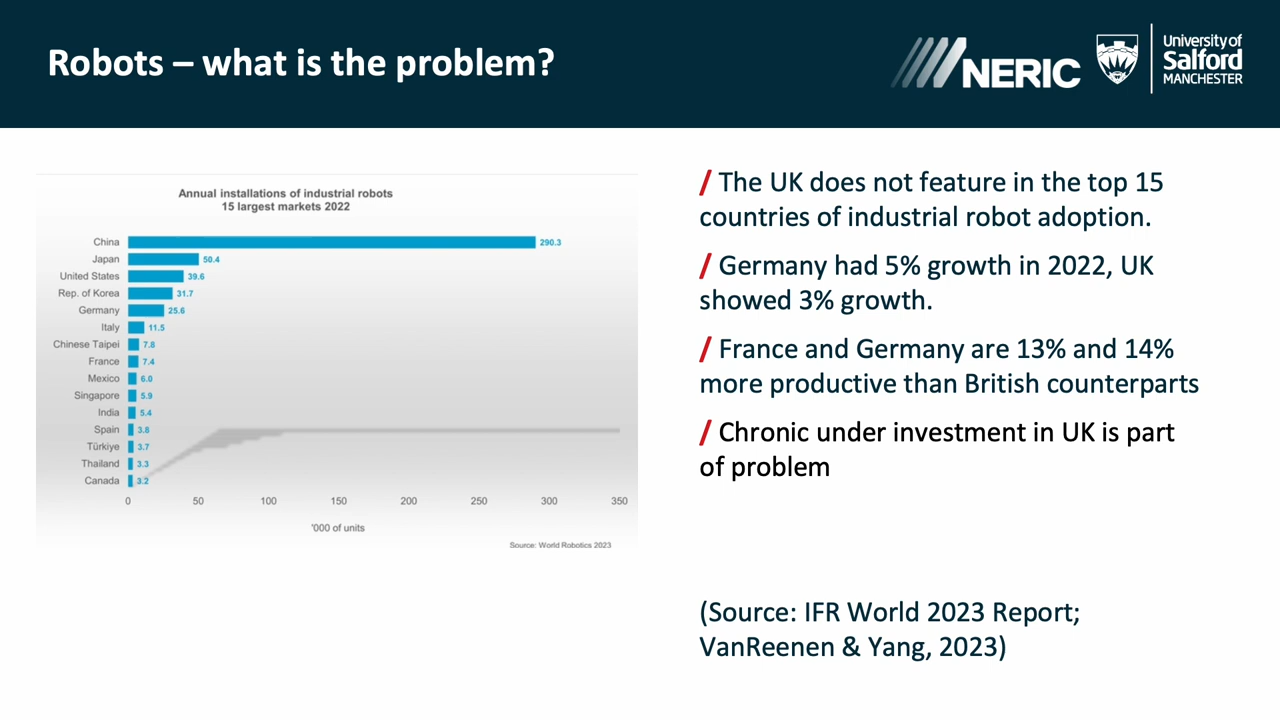 Robots – what is the problem?
NERIC
University of
Salford
MANCHESTER
Annual installations of industrial robots
15 largest markets 2022
China 290.3
Japan 50.4
United States 39.6
Rep. of Korea 31.7
Germany 25.6
Italy 11.5
Chinese Taipei 7.8
France 7.4
Mexico 6.0
Singapore 5.9
India 5.4
Spain 3.8
Türkiye 3.7
Thailand 3.3
Canada 3.2
0 50 100 150 200 250 300 350
'000 of units
Source: World Robotics 2023
/ The UK does not feature in the top 15
countries of industrial robot adoption.
/ Germany had 5% growth in 2022, UK
showed 3% growth.
/ France and Germany are 13% and 14%
more productive than British counterparts
/ Chronic under investment in UK is part
of problem
(Source: IFR World 2023 Report;
VanReenen & Yang, 2023)